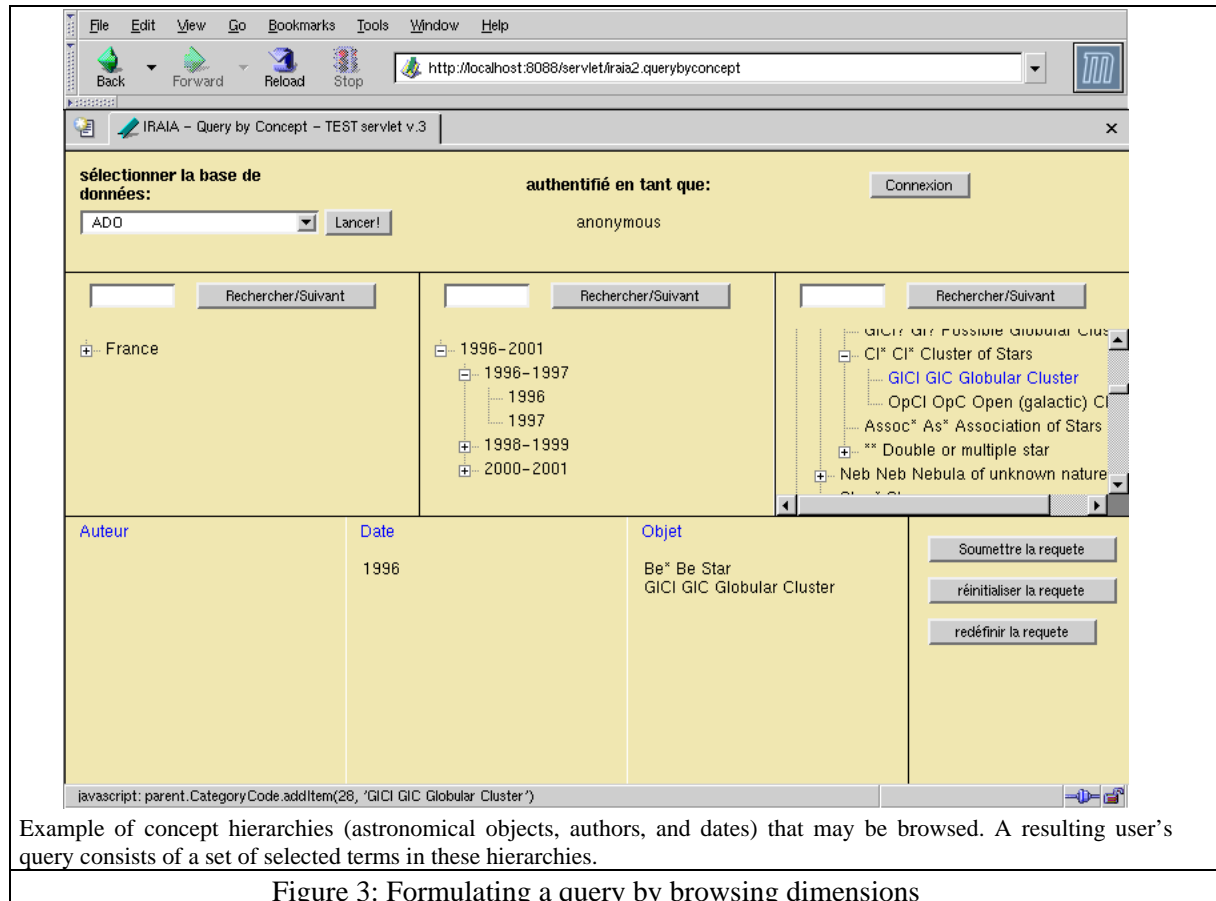 File Edit View Go Bookmarks Tools Window Help
Back Forward Reload Stop http://localhost:8088/servlet/iraia2.querybyconcept
IRAIA – Query by Concept – TEST servlet v.3
sélectionner la base de données:
authentifié en tant que:
Connexion
ADO Lancer!
anonymous
Rechercher/Suivant
France
Rechercher/Suivant
1996-2001
1996-1997
1996
1997
1998-1999
2000-2001
Rechercher/Suivant
GlCl? Gl? Possible Globular Clus
Cl* Cl* Cluster of Stars
GlCl GlC Globular Cluster
OpCl OpC Open (galactic) Cl
Assoc* As* Association of Stars
** Double or multiple star
Neb Neb Nebula of unknown nature
Auteur
Date
1996
Objet
Be* Be Star
GlCl GlC Globular Cluster
Soumettre la requete
réinitialiser la requete
redéfinir la requete
javascript: parent.CategoryCode.addItem(28, 'GlCl GlC Globular Cluster')
Example of concept hierarchies (astronomical objects, authors, and dates) that may be browsed. A resulting user's
query consists of a set of selected terms in these hierarchies.
Figure 3: Formulating a query by browsing dimensions